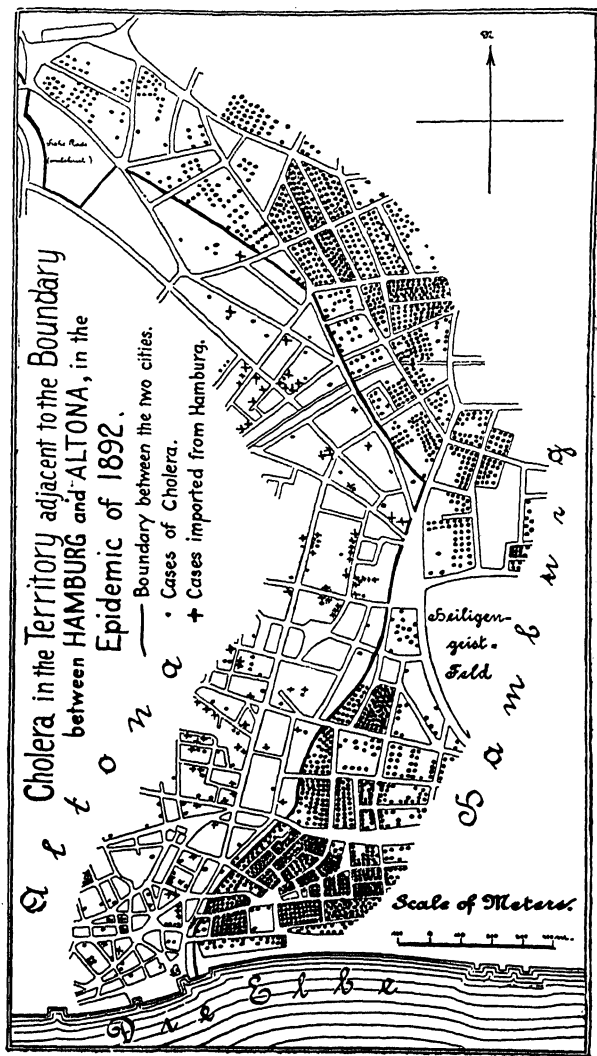 Cholera in the Territory adjacent to the Boundary
between HAMBURG and ALTONA, in the
Epidemic of 1892.
Boundary between the two cities.
• Cases of Cholera.
+ Cases imported from Hamburg.
Altona
Hamburg
Heiligen-
geist-
Feld
Scale of Meters.
Die Elbe